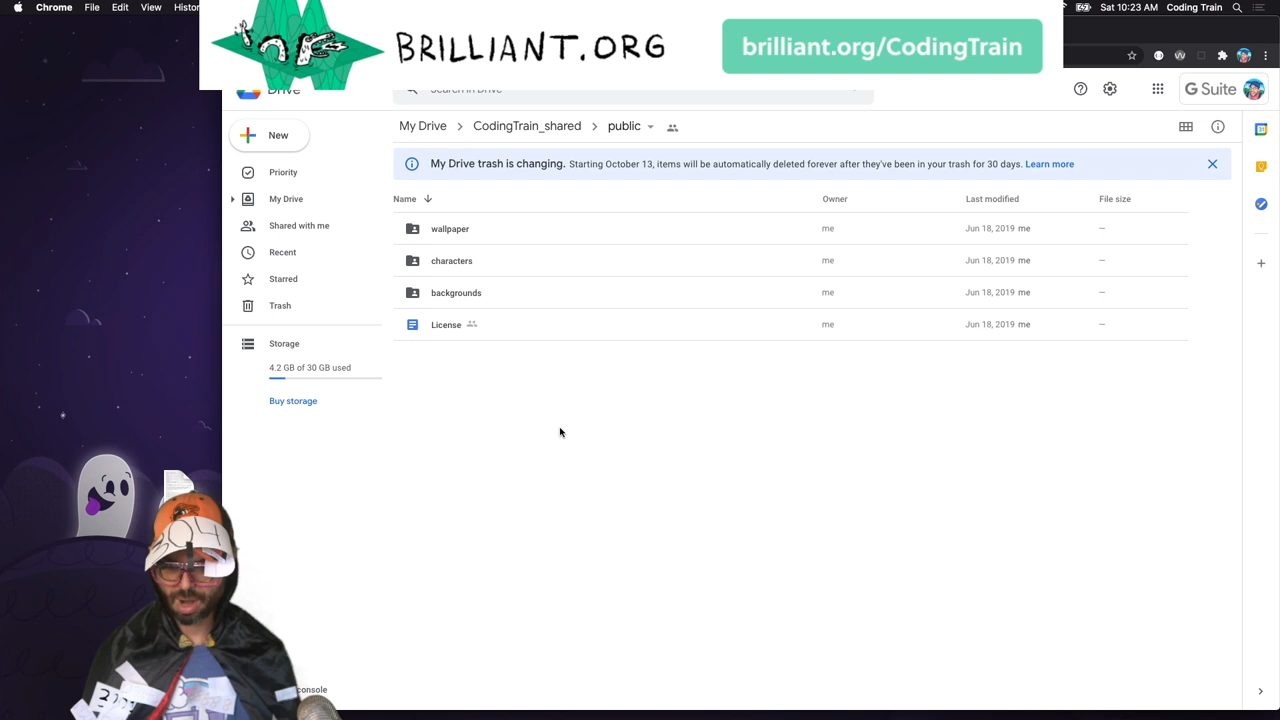 Chrome File Edit View Histo
Sat 10:23 AM Coding Train
BRILLIANT.ORG
brilliant.org/CodingTrain
Drive
Search in Drive
G Suite
New
My Drive > CodingTrain_shared > public
My Drive trash is changing. Starting October 13, items will be automatically deleted forever after they've been in your trash for 30 days. Learn more
Priority
My Drive
Shared with me
Recent
Starred
Trash
Storage
4.2 GB of 30 GB used
Buy storage
Name Owner Last modified File size
wallpaper me Jun 18, 2019 me –
characters me Jun 18, 2019 me –
backgrounds me Jun 18, 2019 me –
License me Jun 18, 2019 me –
304
console